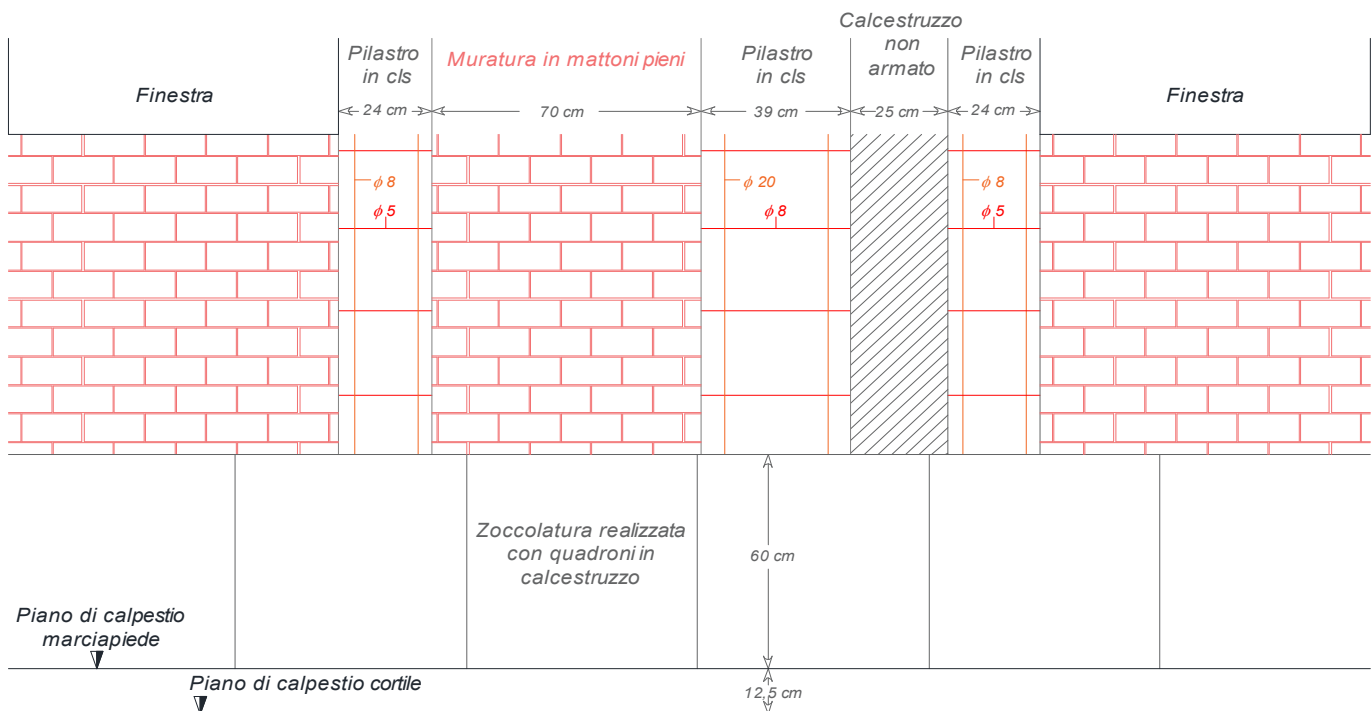 Calcestruzzo
non
armato
Pilastro
in cls
Muratura in mattoni pieni
Pilastro
in cls
Pilastro
in cls
Finestra
Finestra
24 cm
70 cm
39 cm
25 cm
24 cm
ϕ 8
ϕ 20
ϕ 8
ϕ 5
ϕ 8
ϕ 5
Zoccolatura realizzata
con quadroni in
calcestruzzo
60 cm
Piano di calpestio
marciapiede
Piano di calpestio cortile
12,5 cm